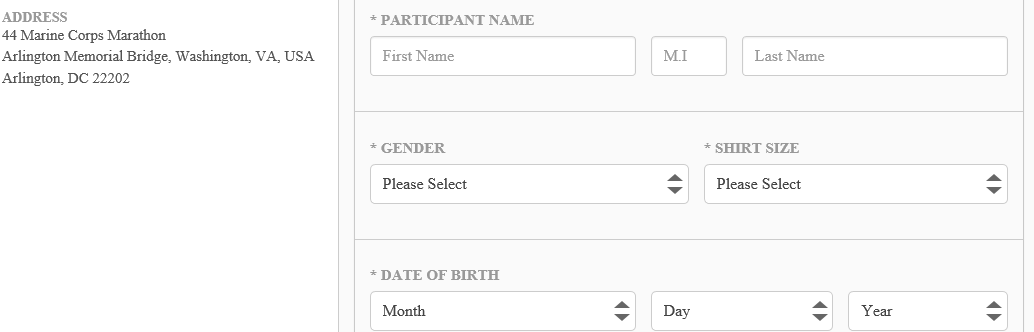 ADDRESS
44 Marine Corps Marathon
Arlington Memorial Bridge, Washington, VA, USA
Arlington, DC 22202
* PARTICIPANT NAME
First Name M.I Last Name
* GENDER * SHIRT SIZE
Please Select Please Select
* DATE OF BIRTH
Month Day Year